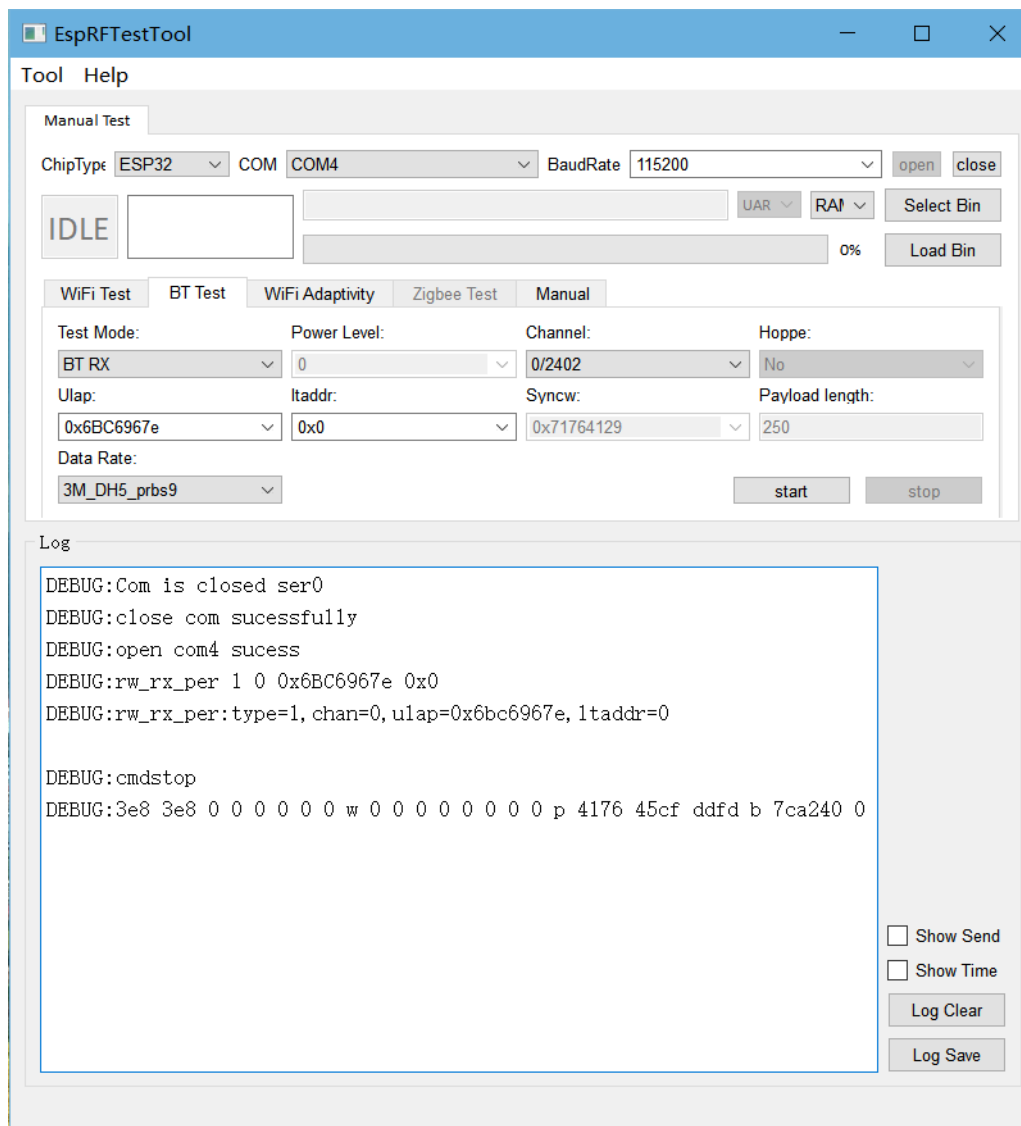 EspRFTestTool
Tool Help
Manual Test
ChipType ESP32 COM COM4 BaudRate 115200 open close
IDLE UAR RAM Select Bin
0% Load Bin
WiFi Test BT Test WiFi Adaptivity Zigbee Test Manual
Test Mode: Power Level: Channel: Hoppe:
BT RX 0 0/2402 No
Ulap: ltaddr: Syncw: Payload length:
0x6BC6967e 0x0 0x71764129 250
Data Rate:
3M_DH5_prbs9 start stop
Log
DEBUG:Com is closed ser0
DEBUG:close com sucessfully
DEBUG:open com4 sucess
DEBUG:rw_rx_per 1 0 0x6BC6967e 0x0
DEBUG:rw_rx_per:type=1,chan=0,ulap=0x6bc6967e,ltaddr=0
DEBUG:cmdstop
DEBUG:3e8 3e8 0 0 0 0 0 0 w 0 0 0 0 0 0 0 0 p 4176 45cf ddfd b 7ca240 0
Show Send
Show Time
Log Clear
Log Save